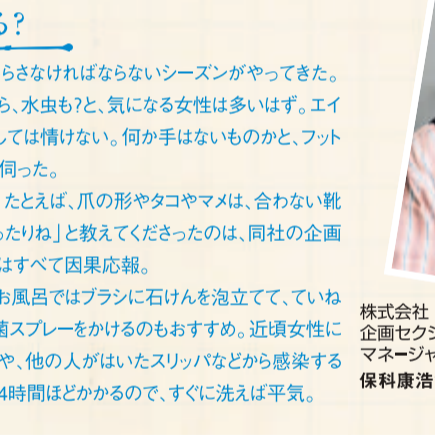 る?
らさなければならないシーズンがやってきた。
ら、水虫も?と、気になる女性は多いはず。エイ
しては情けない。何か手はないものかと、フット
伺った。
たとえば、爪の形やタコやマメは、合わない靴
ったりね」と教えてくださったのは、同社の企画
はすべて因果応報。
お風呂ではブラシに石けんを泡立てて、ていね
菌スプレーをかけるのもおすすめ。近頃女性に
や、他の人がはいたスリッパなどから感染する
4時間ほどかかるので、すぐに洗えば平気。
株式会社
企画セクシ
マネージャ
保科康浩